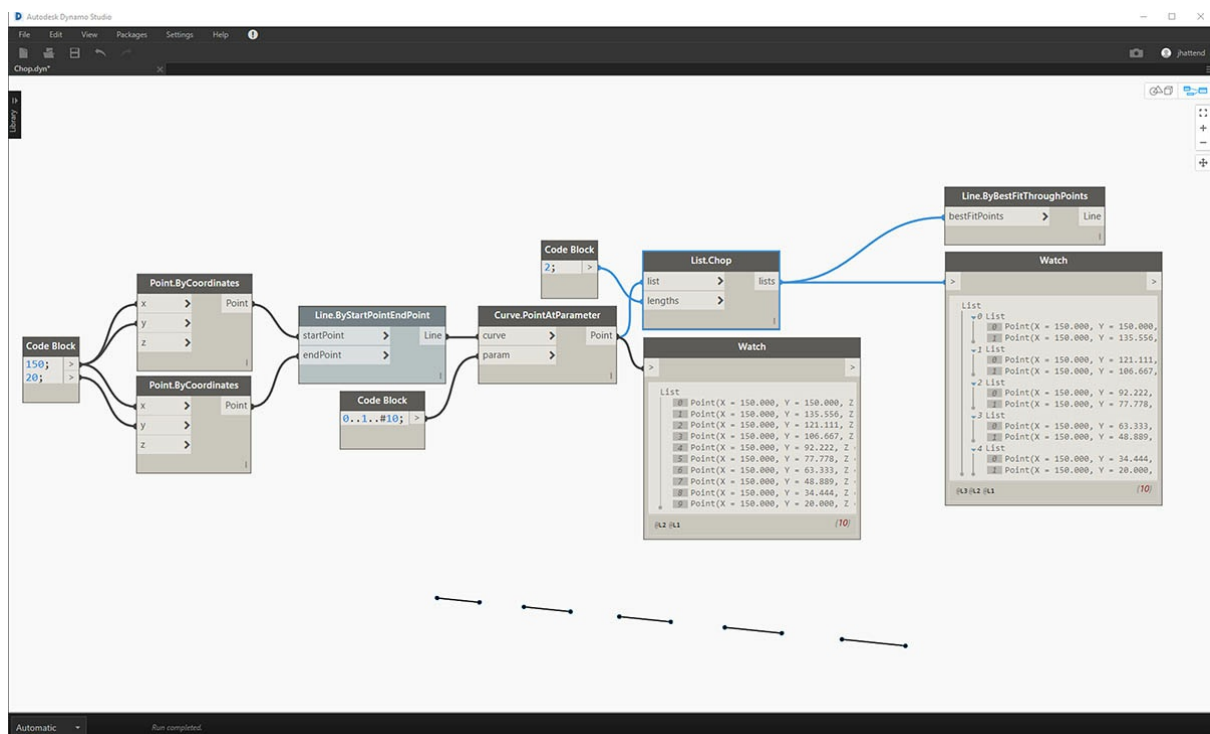 Autodesk Dynamo Studio
File Edit View Packages Settings Help
jhattend
Chop.dyn*
Library
Line.ByBestFitThroughPoints
bestFitPoints > Line
Code Block
2; >
List.Chop
list > lists
lengths >
Watch
> >
List
0 List
0 Point(X = 150.000, Y = 150.000,
1 Point(X = 150.000, Y = 135.556,
1 List
0 Point(X = 150.000, Y = 121.111,
1 Point(X = 150.000, Y = 106.667,
2 List
0 Point(X = 150.000, Y = 92.222,
1 Point(X = 150.000, Y = 77.778,
3 List
0 Point(X = 150.000, Y = 63.333,
1 Point(X = 150.000, Y = 48.889,
4 List
0 Point(X = 150.000, Y = 34.444,
1 Point(X = 150.000, Y = 20.000,
@L3 @L2 @L1 {10}
Point.ByCoordinates
x > Point
y >
z >
Code Block
150; >
20; >
Point.ByCoordinates
x > Point
y >
z >
Line.ByStartPointEndPoint
startPoint > Line
endPoint >
Code Block
0..1..#10; >
Curve.PointAtParameter
curve > Point
param >
Watch
> >
List
0 Point(X = 150.000, Y = 150.000, Z
1 Point(X = 150.000, Y = 135.556, Z
2 Point(X = 150.000, Y = 121.111, Z
3 Point(X = 150.000, Y = 106.667, Z
4 Point(X = 150.000, Y = 92.222, Z
5 Point(X = 150.000, Y = 77.778, Z
6 Point(X = 150.000, Y = 63.333, Z
7 Point(X = 150.000, Y = 48.889, Z
8 Point(X = 150.000, Y = 34.444, Z
9 Point(X = 150.000, Y = 20.000, Z
@L2 @L1 {10}
Automatic
Run completed.